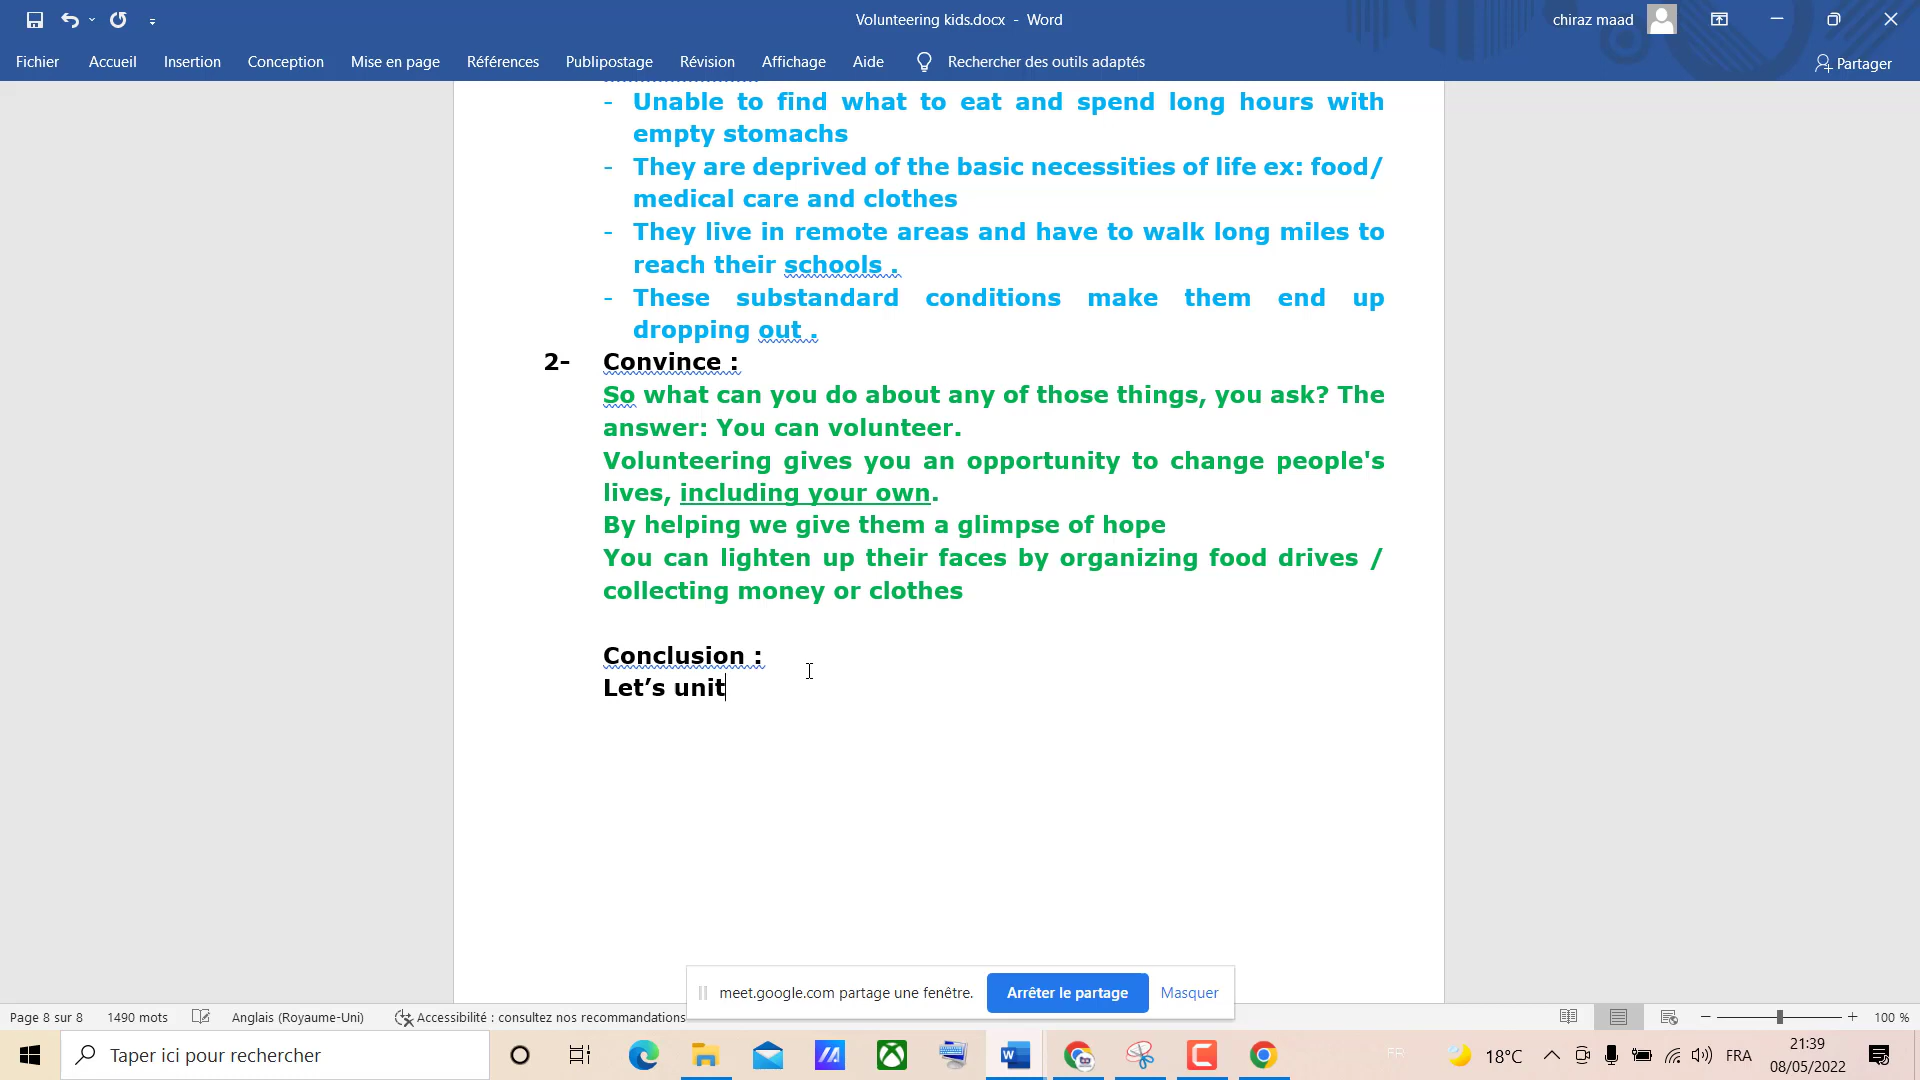 Volunteering kids.docx - Word
chiraz maad
Fichier Accueil Insertion Conception Mise en page Références Publipostage Révision Affichage Aide Rechercher des outils adaptés Partager
- Unable to find what to eat and spend long hours with
empty stomachs
- They are deprived of the basic necessities of life ex: food/
medical care and clothes
- They live in remote areas and have to walk long miles to
reach their schools .
- These substandard conditions make them end up
dropping out .
2- Convince :
So what can you do about any of those things, you ask? The
answer: You can volunteer.
Volunteering gives you an opportunity to change people's
lives, including your own.
By helping we give them a glimpse of hope
You can lighten up their faces by organizing food drives /
collecting money or clothes
Conclusion :
Let’s unit
meet.google.com partage une fenêtre. Arrêter le partage Masquer
Page 8 sur 8 1490 mots Anglais (Royaume-Uni) Accessibilité : consultez nos recommandations 100 %
Taper ici pour rechercher
FR 18°C FRA
21:39
08/05/2022